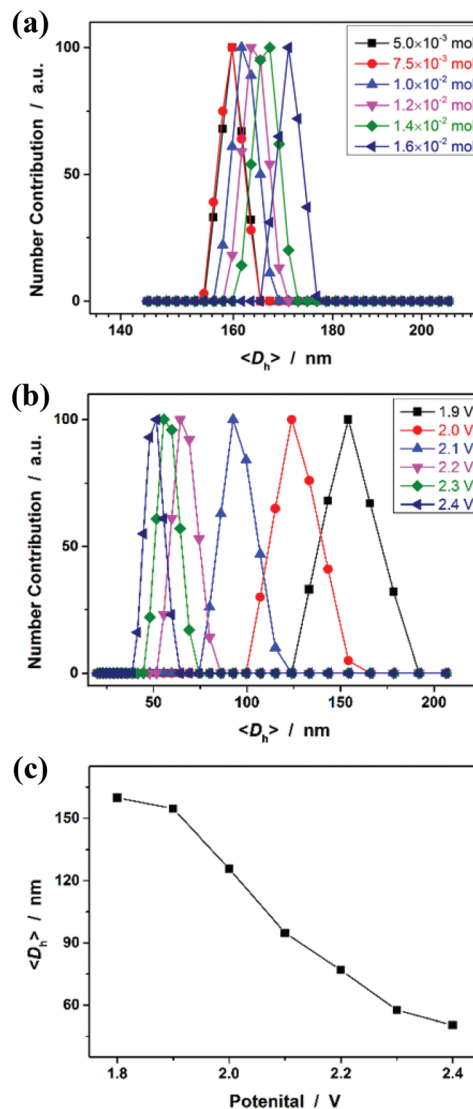 (a)
100
50
0
Number Contribution / a.u.
5.0×10⁻³ mol
7.5×10⁻³ mol
1.0×10⁻² mol
1.2×10⁻² mol
1.4×10⁻² mol
1.6×10⁻² mol
140 160 180 200
<Dₕ> / nm
(b)
100
50
0
Number Contribution / a.u.
1.9 V
2.0 V
2.1 V
2.2 V
2.3 V
2.4 V
50 100 150 200
<Dₕ> / nm
(c)
150
120
90
60
<Dₕ> / nm
1.8 2.0 2.2 2.4
Potenital / V